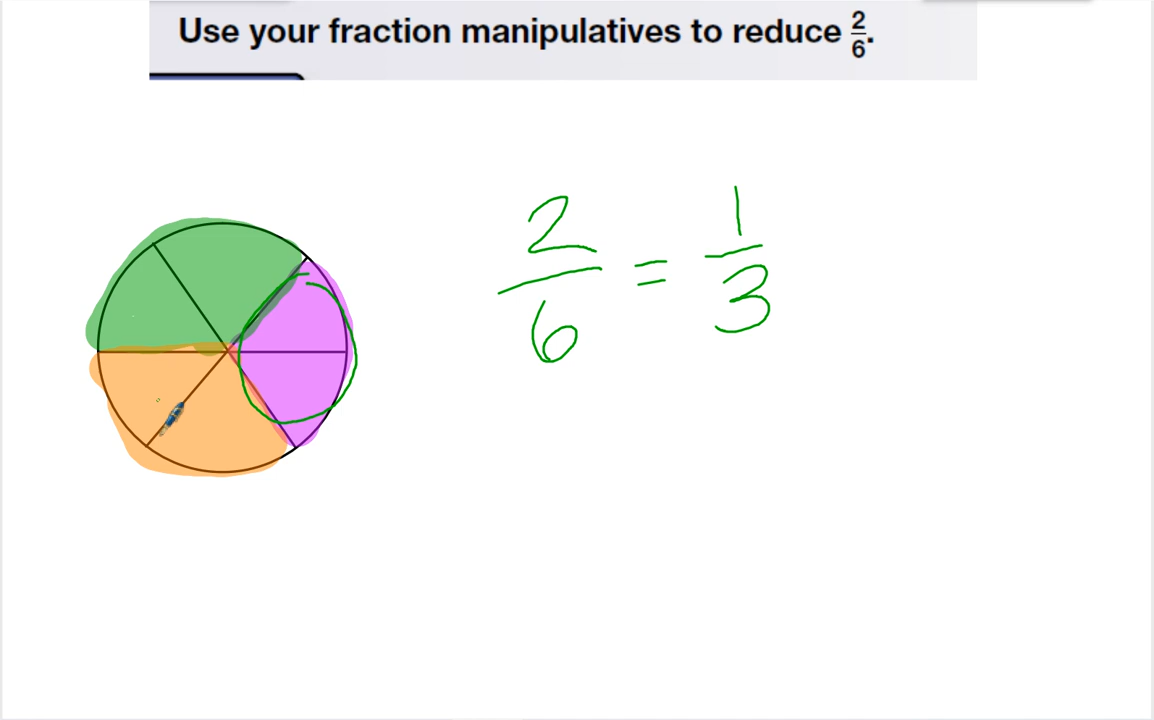 Use your fraction manipulatives to reduce 2/6.
2/6 = 1/3